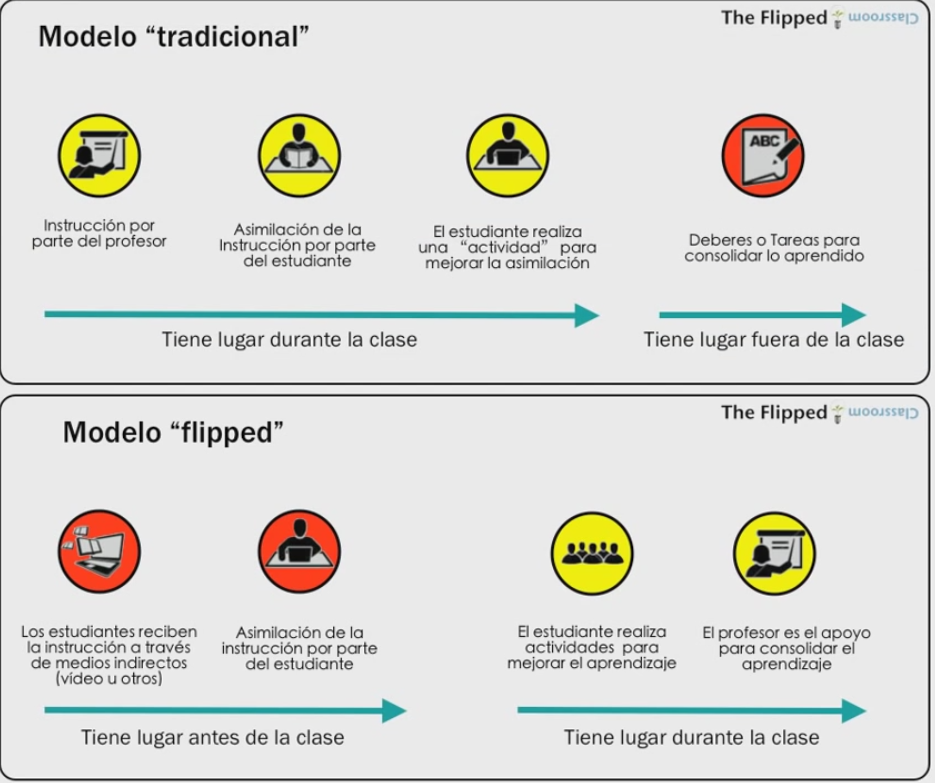 The Flipped Classroom
Modelo “tradicional”
ABC
Instrucción por
parte del profesor
Asimilación de la
Instrucción por parte
del estudiante
El estudiante realiza
una “actividad” para
mejorar la asimilación
Deberes o Tareas para
consolidar lo aprendido
Tiene lugar durante la clase
Tiene lugar fuera de la clase
The Flipped Classroom
Modelo “flipped”
Los estudiantes reciben
la instrucción a través
de medios indirectos
(vídeo u otros)
Asimilación de la
instrucción por parte
del estudiante
El estudiante realiza
actividades para
mejorar el aprendizaje
El profesor es el apoyo
para consolidar el
aprendizaje
Tiene lugar antes de la clase
Tiene lugar durante la clase